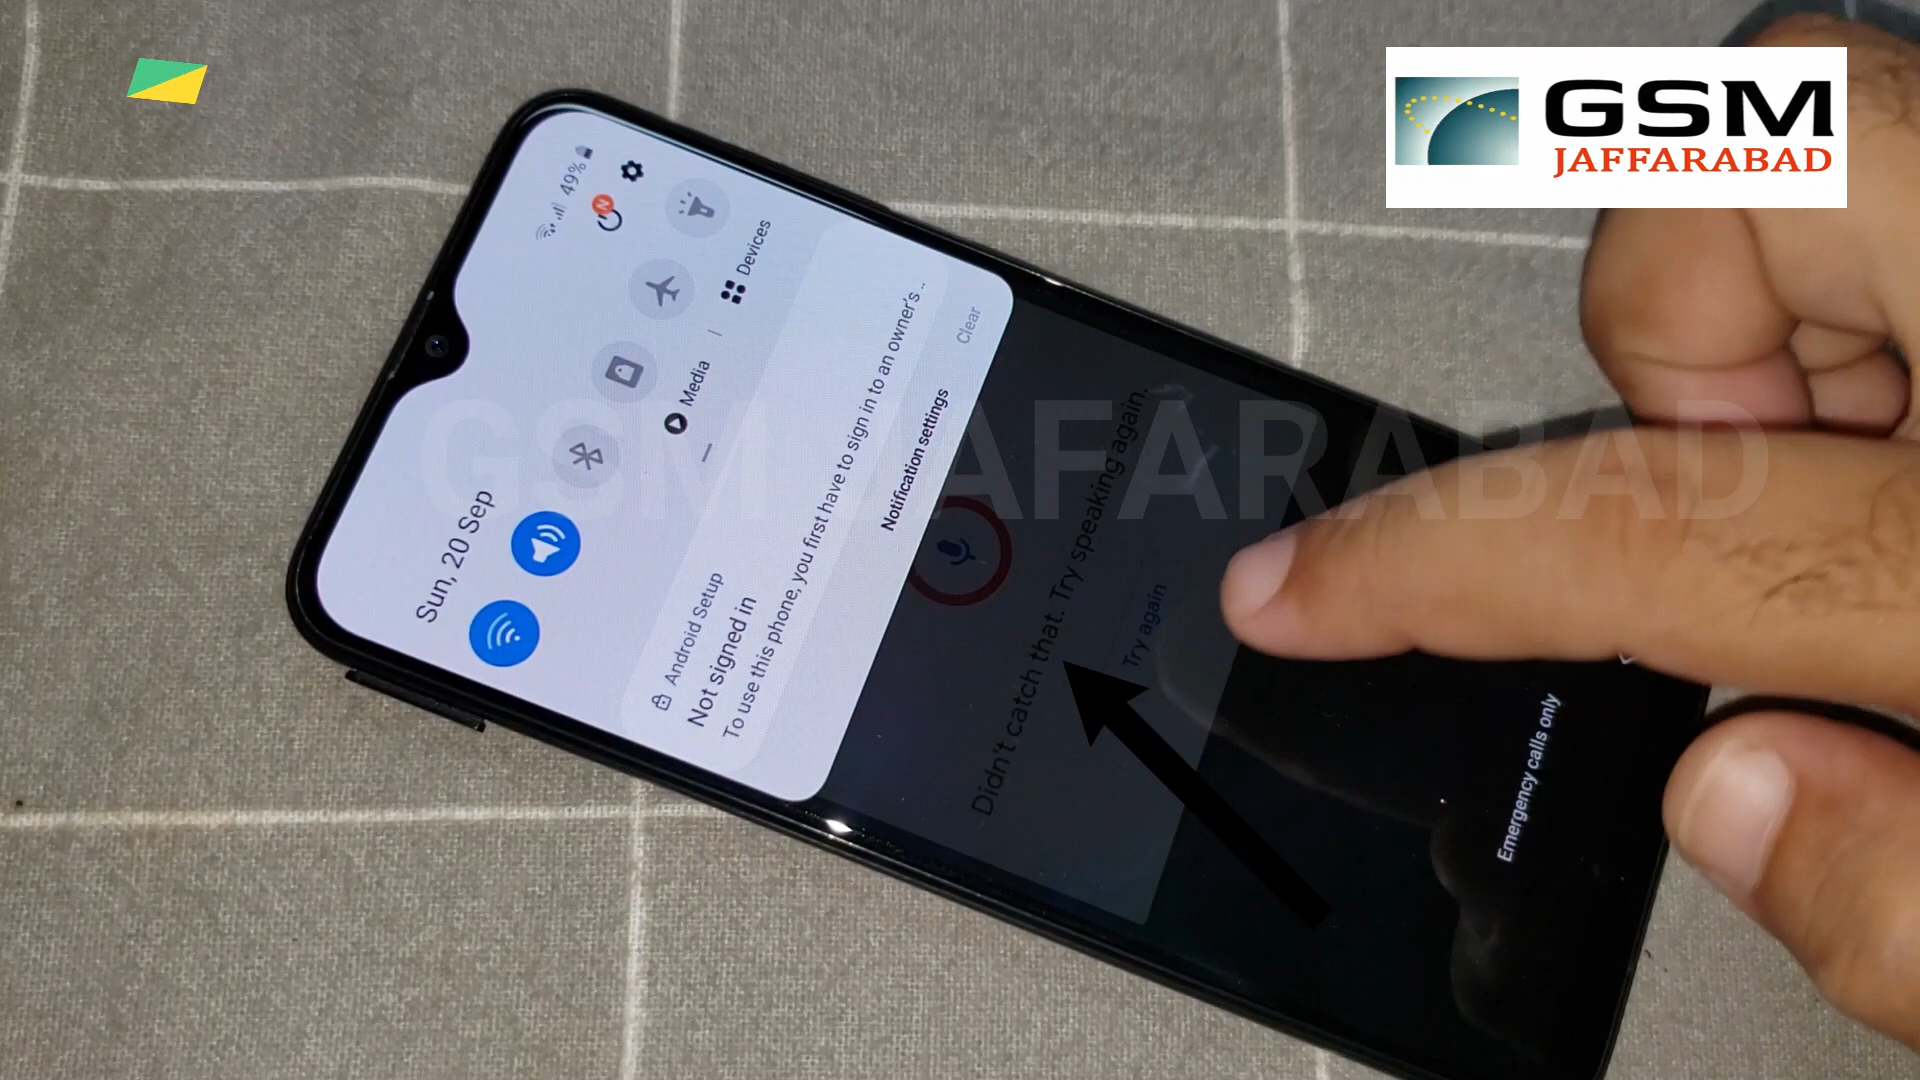 GSM
JAFFARABAD
49%
N
Sun, 20 Sep
Media
Devices
Android Setup
Not signed in
To use this phone, you first have to sign in to an owner's ..
Notification settings
Clear
GSM JAFARABAD
Didn't catch that. Try speaking again.
Try again
Emergency calls only